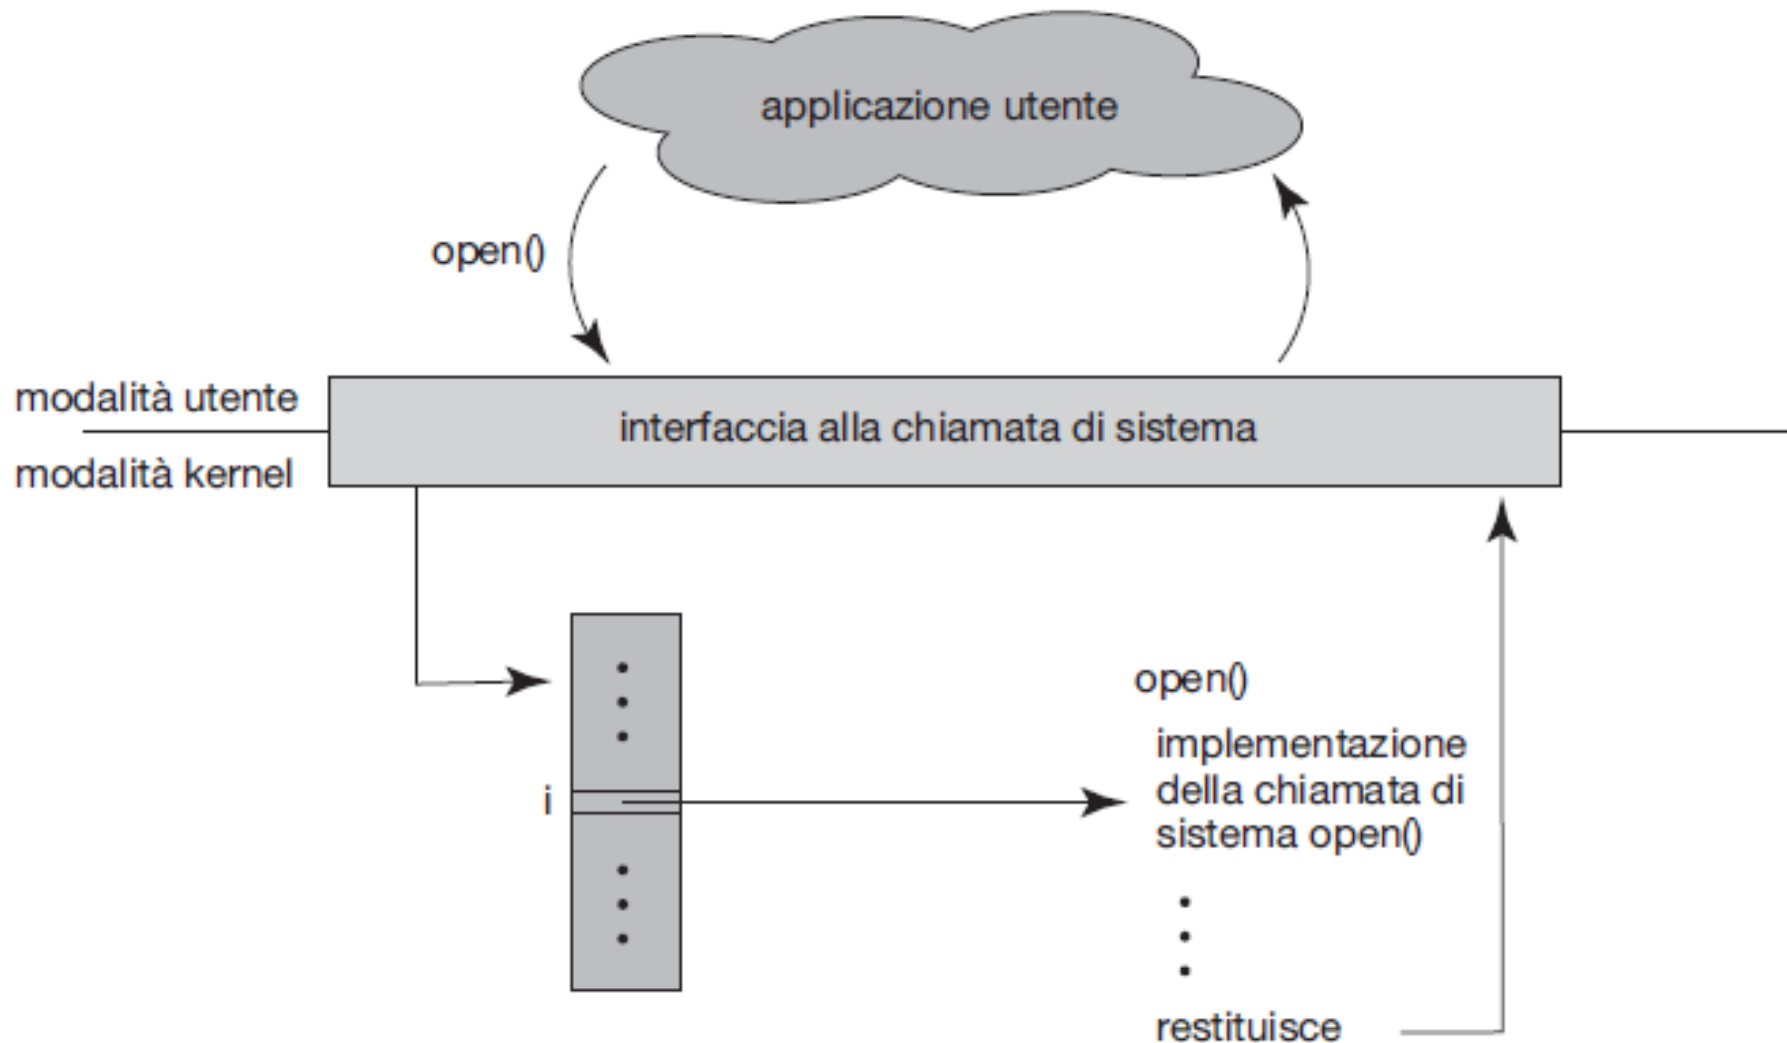 applicazione utente
open()
modalità utente
interfaccia alla chiamata di sistema
modalità kernel
open()
implementazione
della chiamata di
sistema open()
i
restituisce